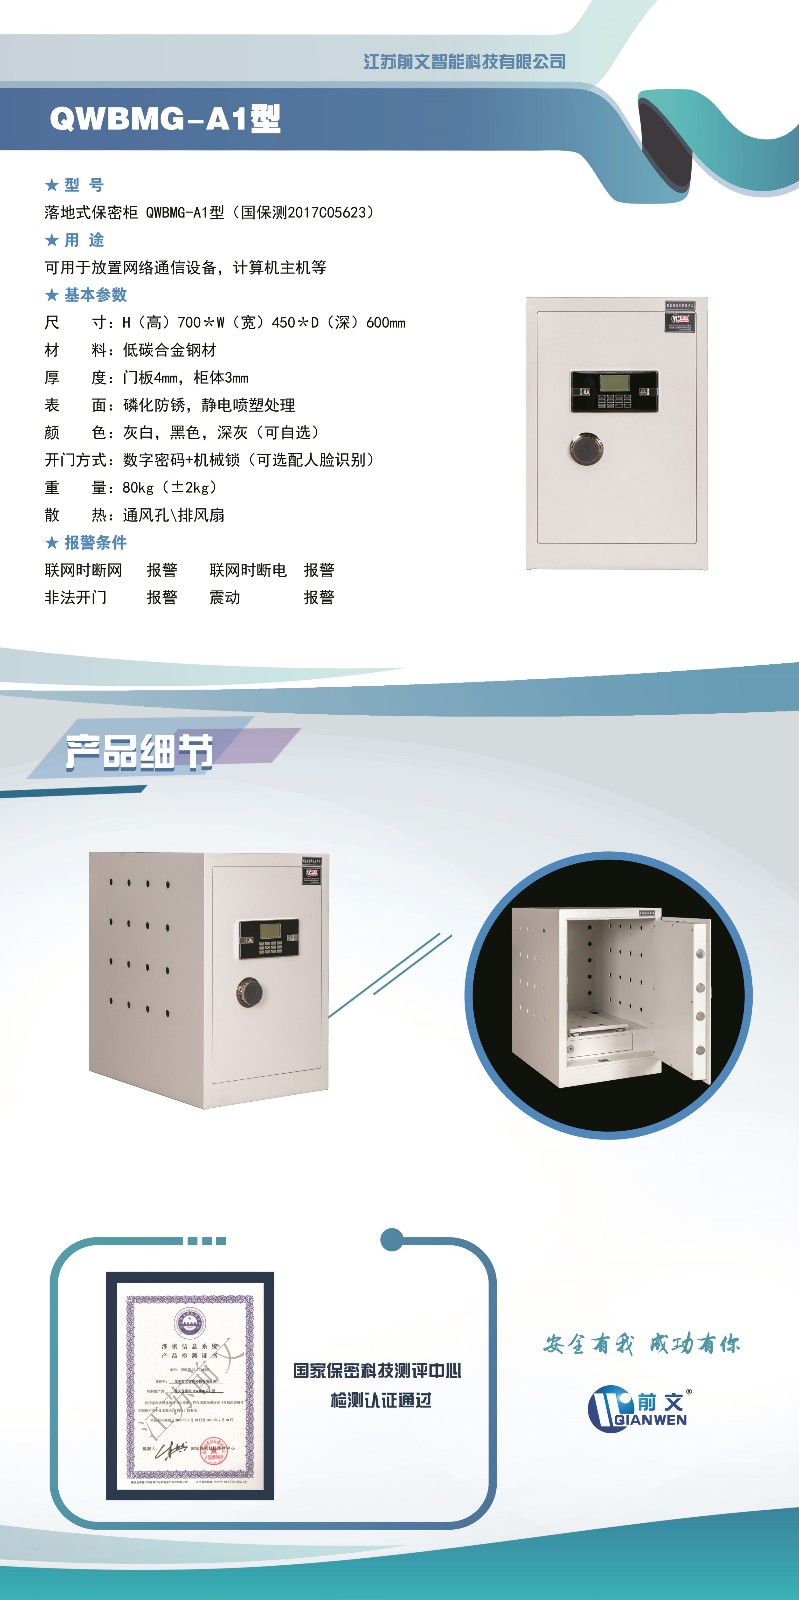 江苏前文智能科技有限公司
QWBMG-A1型
★ 型 号
落地式保密柜 QWBMG-A1型（国保测2017C05623）
★ 用 途
可用于放置网络通信设备，计算机主机等
★ 基本参数
尺 寸：H（高）700＊W（宽）450＊D（深）600mm
材 料：低碳合金钢材
厚 度：门板4mm，柜体3mm
表 面：磷化防锈，静电喷塑处理
颜 色：灰白，黑色，深灰（可自选）
开门方式：数字密码+机械锁（可选配人脸识别）
重 量：80kg（±2kg）
散 热：通风孔\排风扇
★ 报警条件
联网时断网 报警 联网时断电 报警
非法开门 报警 震动 报警
产品细节
涉密信息系统
产品检测证书
江苏前文
国家保密科技测评中心
检测认证通过
安全有我 成功有你
前文®
QIANWEN